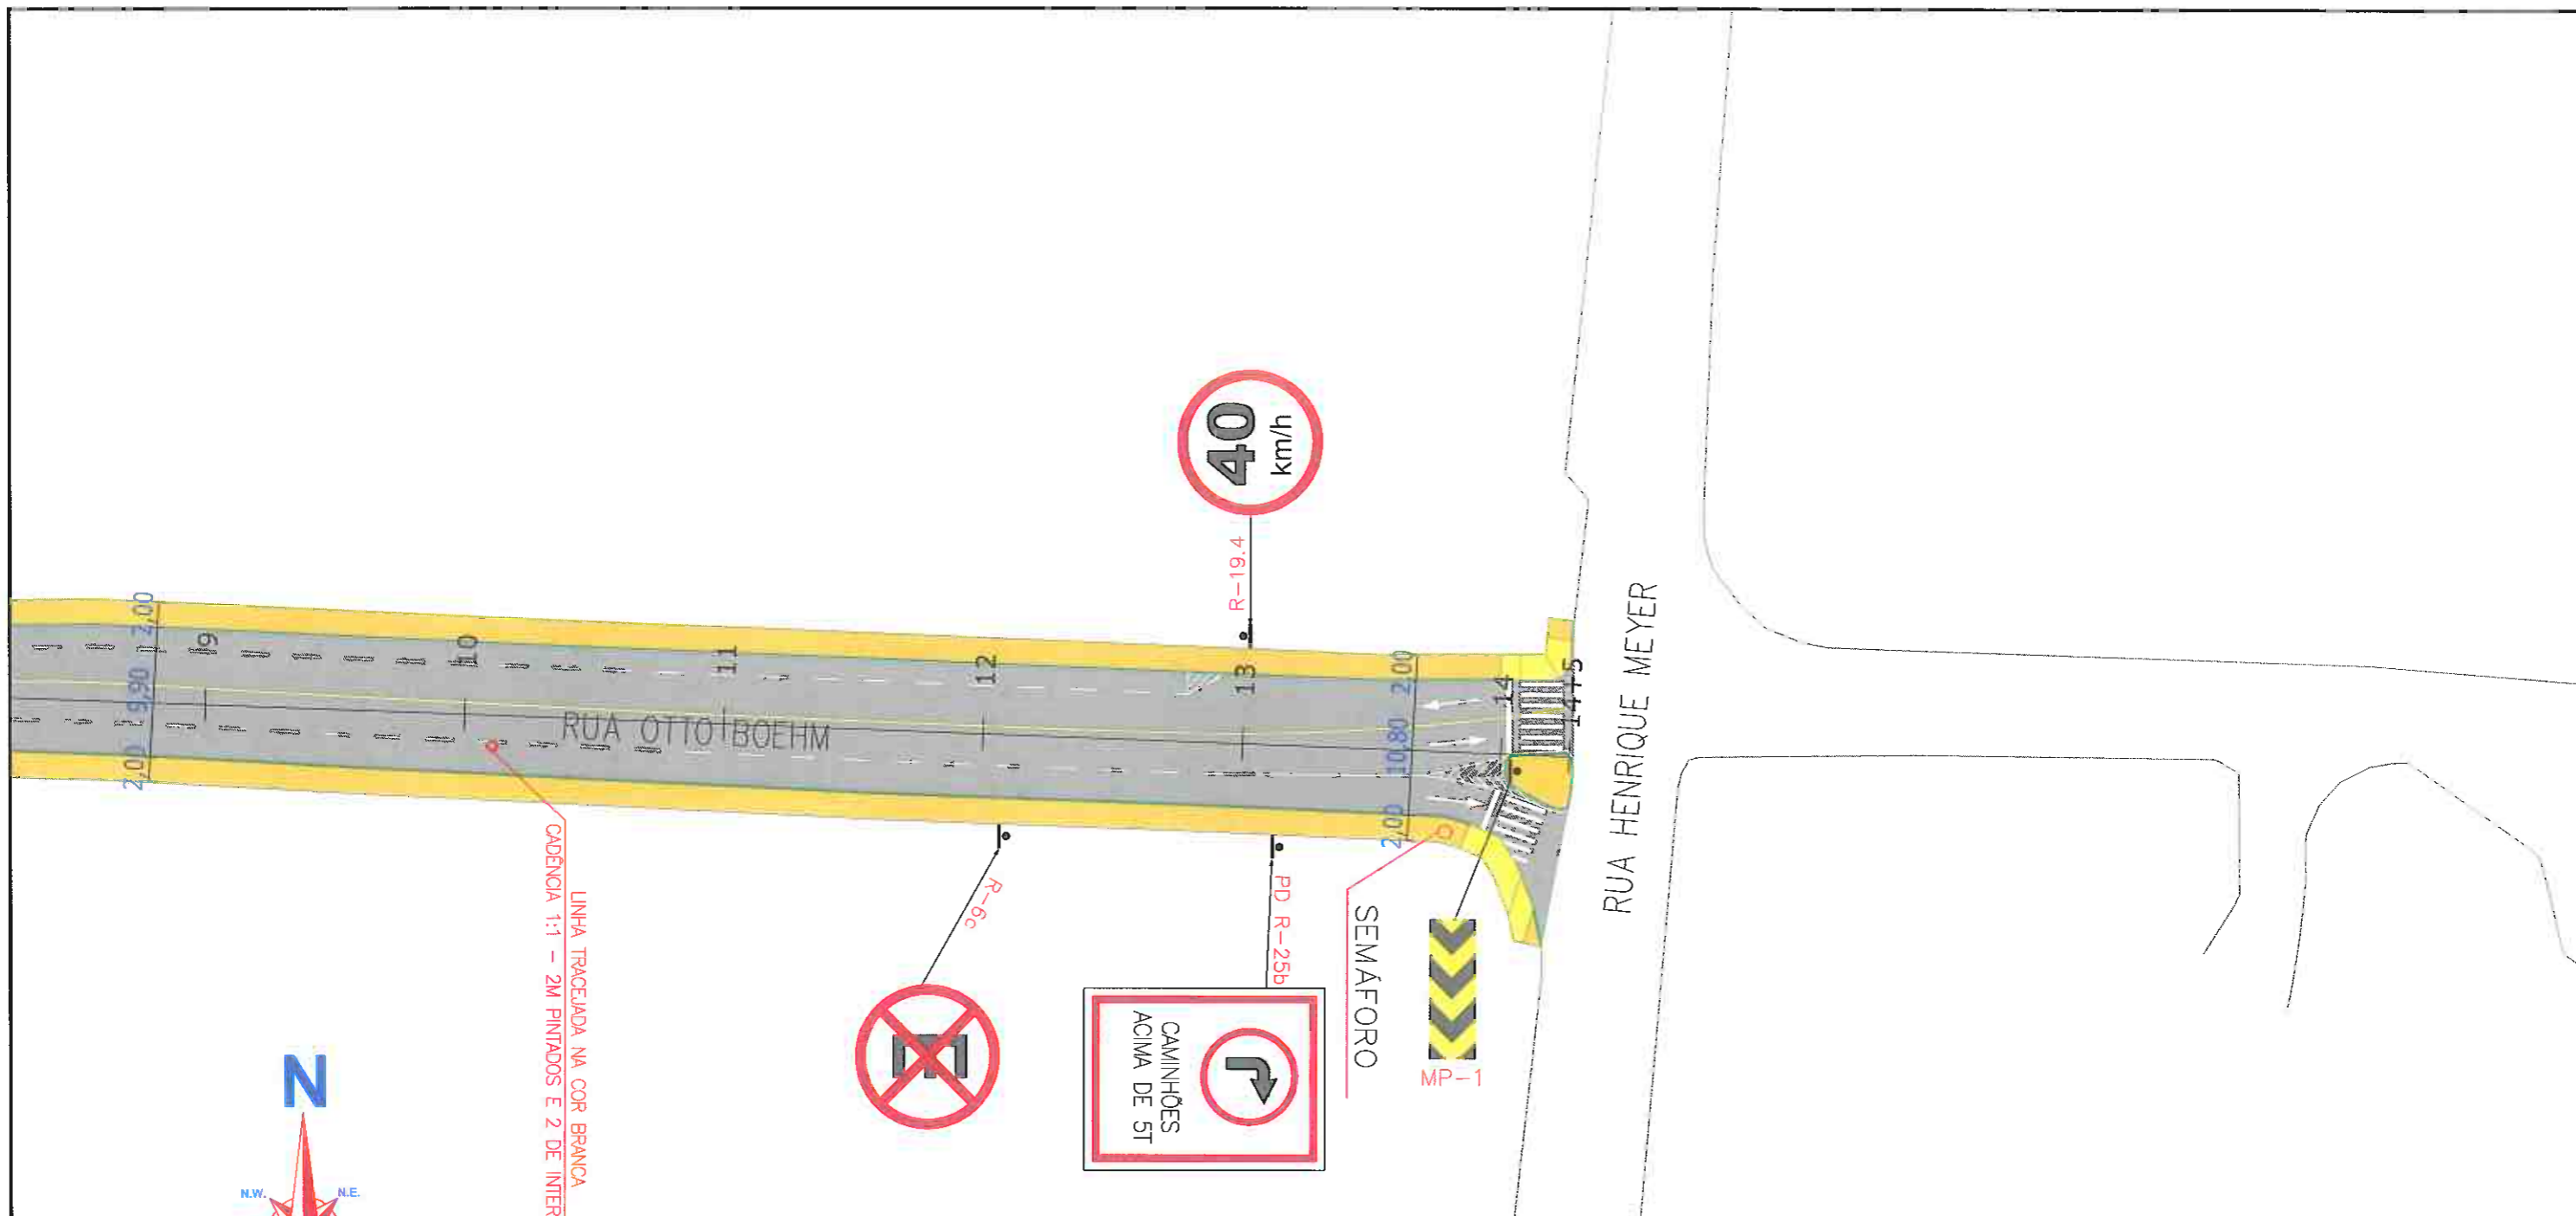 40
km/h
R-19.4
2,00
9,90
2,00
9
10
11
12
13
14
14+5
RUA OTTO BOEHM
2,00
10,80
2,00
RUA HENRIQUE MEYER
LINHA TRACEJADA NA COR BRANCA
CADÊNCIA 1:1 - 2M PINTADOS E 2 DE INTER
R-6c
E
PD R-25b
CAMINHÕES
ACIMA DE 5T
SEMÁFORO
MP-1
N
N.W.
N.E.